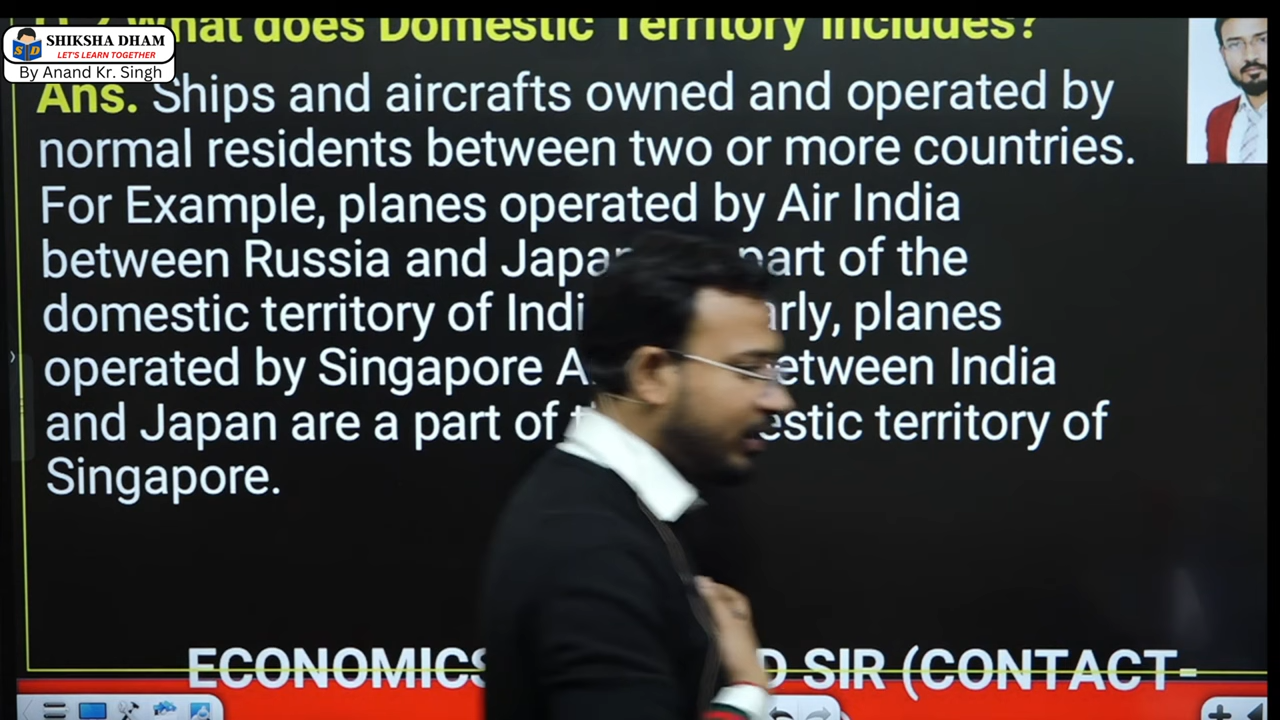 SHIKSHA DHAM
LET'S LEARN TOGETHER
By Anand Kr. Singh
What does Domestic Territory includes?
Ans. Ships and aircrafts owned and operated by
normal residents between two or more countries.
For Example, planes operated by Air India
between Russia and Japan part of the
domestic territory of planes
operated by Singapore between India
and Japan are a part of territory of
Singapore.
ECONOMICS SIR (CONTACT-